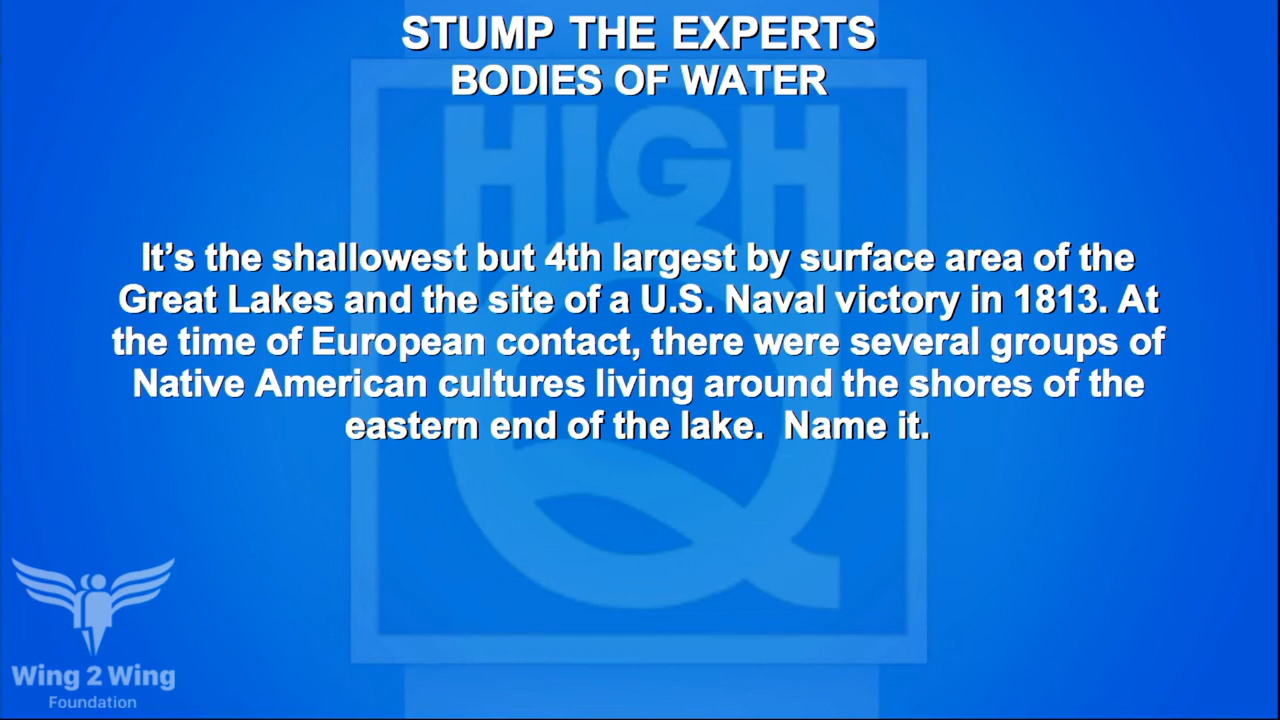 STUMP THE EXPERTS
BODIES OF WATER
HIGH
Q
It’s the shallowest but 4th largest by surface area of the
Great Lakes and the site of a U.S. Naval victory in 1813. At
the time of European contact, there were several groups of
Native American cultures living around the shores of the
eastern end of the lake.  Name it.
Wing 2 Wing
Foundation